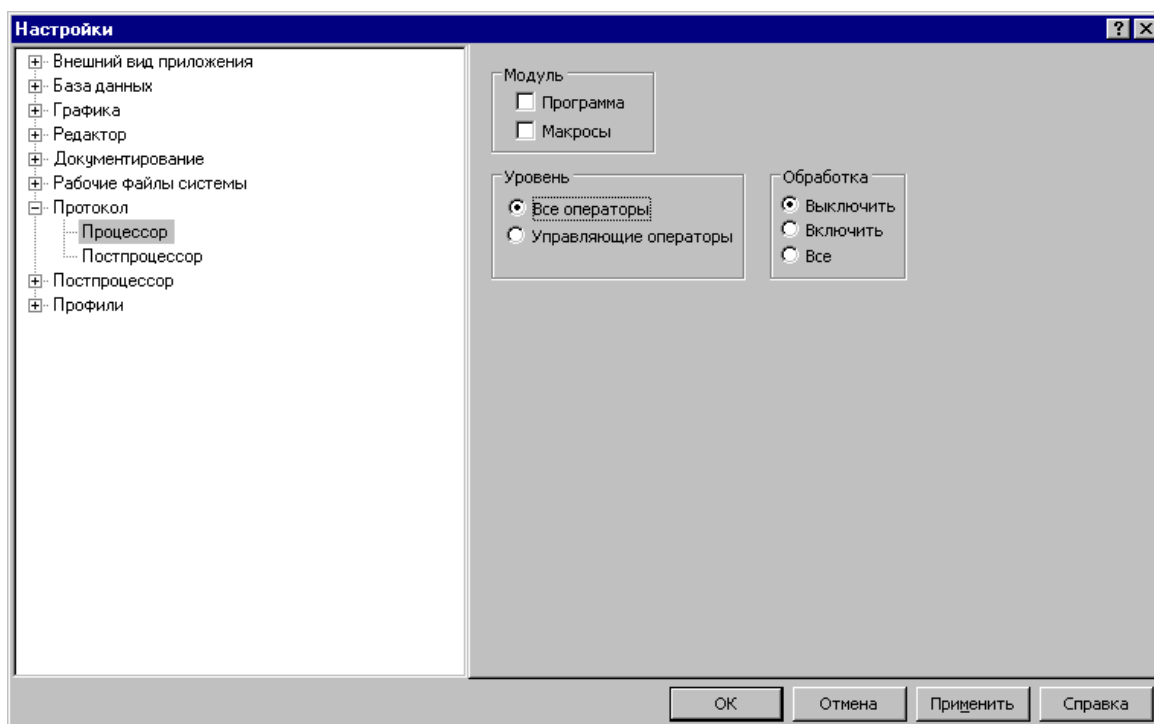 Настройки
Внешний вид приложения
База данных
Графика
Редактор
Документирование
Рабочие файлы системы
Протокол
Процессор
Постпроцессор
Постпроцессор
Профили
Модуль
Программа
Макросы
Уровень
Все операторы
Управляющие операторы
Обработка
Выключить
Включить
Все
OK
Отмена
Применить
Справка